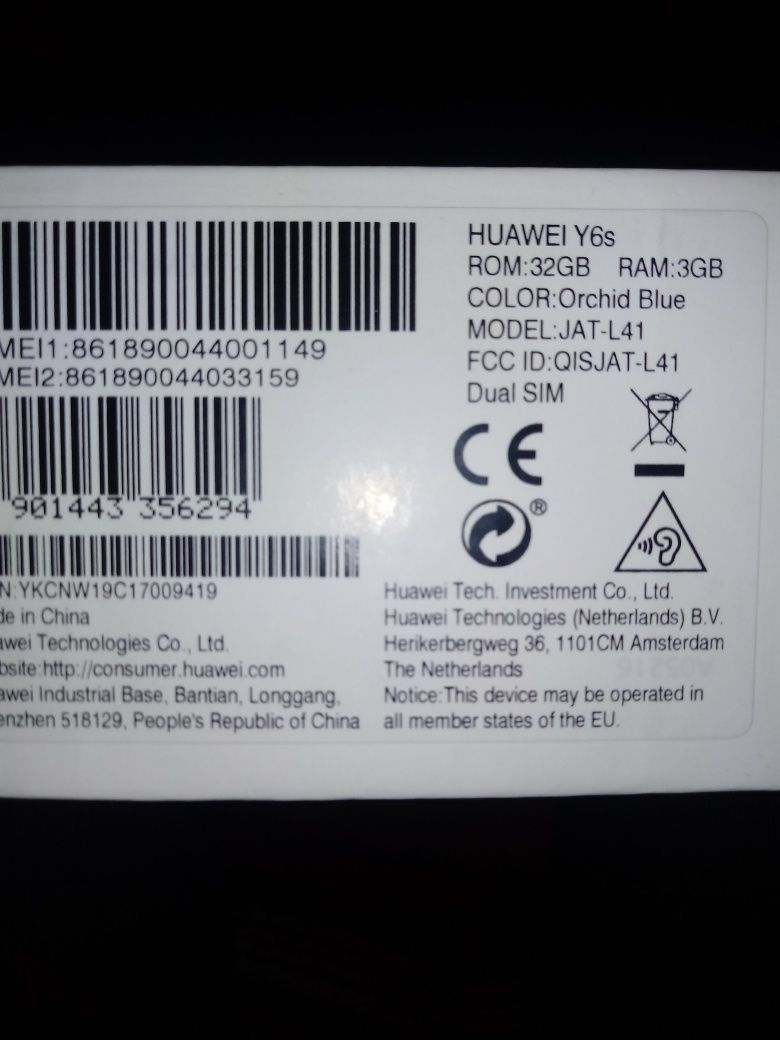 HUAWEI Y6s
ROM:32GB RAM:3GB
COLOR:Orchid Blue
MODEL:JAT-L41
FCC ID:QISJAT-L41
Dual SIM
MEI1:861890044001149
MEI2:861890044033159
901443 356294
N:YKCNW19C17009419
de in China
awei Technologies Co., Ltd.
bsite:http://consumer.huawei.com
awei Industrial Base, Bantian, Longgang,
enzhen 518129, People's Republic of China
CE
®
Huawei Tech. Investment Co., Ltd.
Huawei Technologies (Netherlands) B.V.
Herikerbergweg 36, 1101CM Amsterdam
The Netherlands
Notice:This device may be operated in
all member states of the EU.